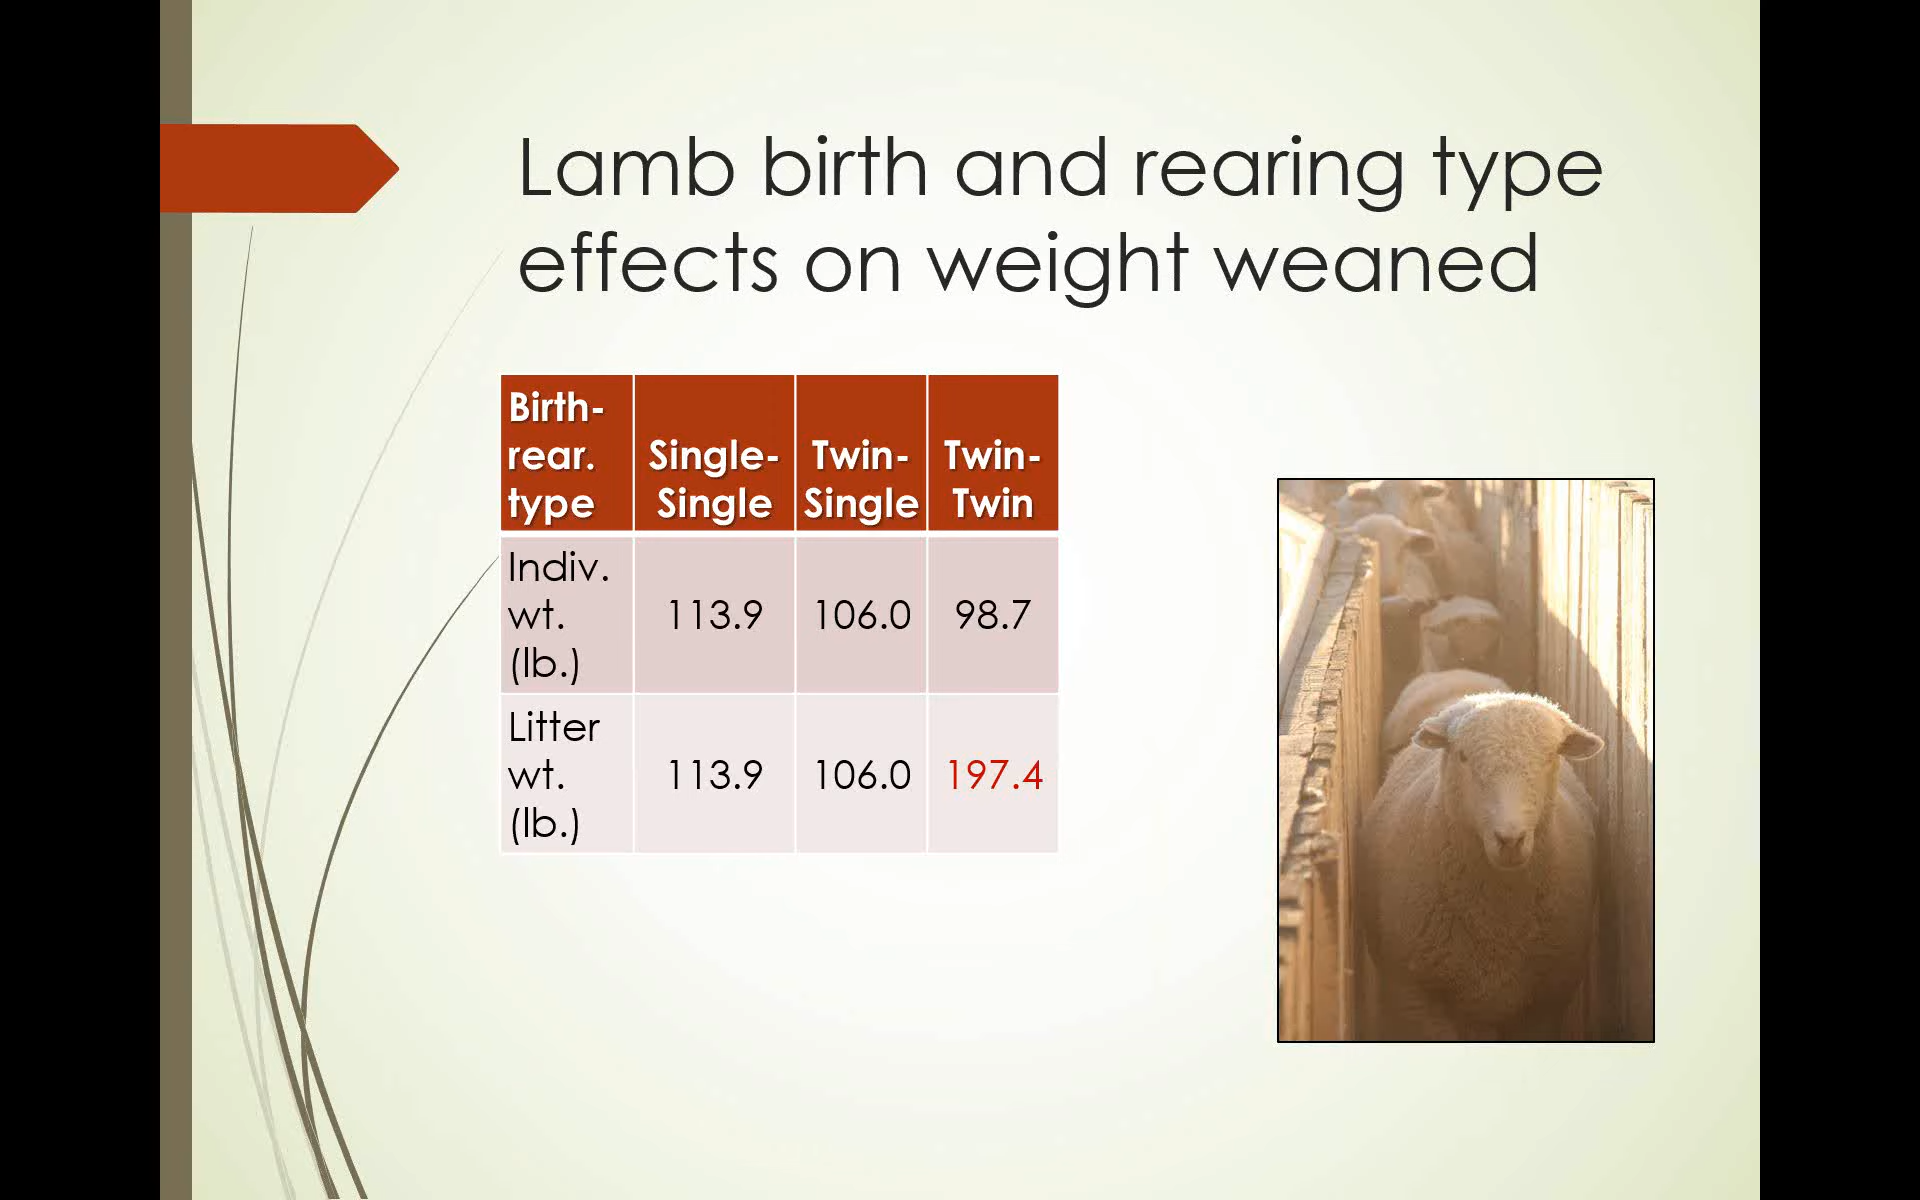 Lamb birth and rearing type
effects on weight weaned
Birth-
rear.
type
Single-
Single
Twin-
Single
Twin-
Twin
Indiv.
wt.
(lb.)
113.9
106.0
98.7
Litter
wt.
(lb.)
113.9
106.0
197.4